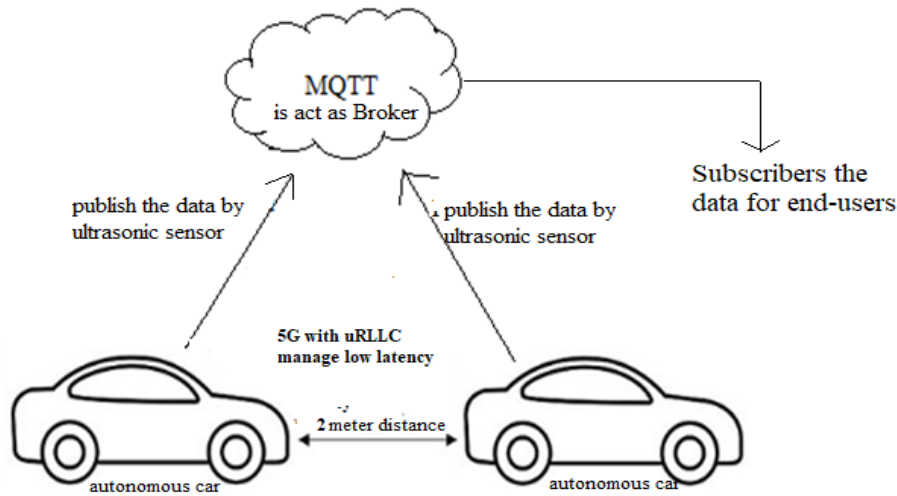 MQTT
is act as Broker
Subscribers the
data for end-users
publish the data by
ultrasonic sensor
publish the data by
ultrasonic sensor
5G with uRLLC
manage low latency
2 meter distance
autonomous car
autonomous car